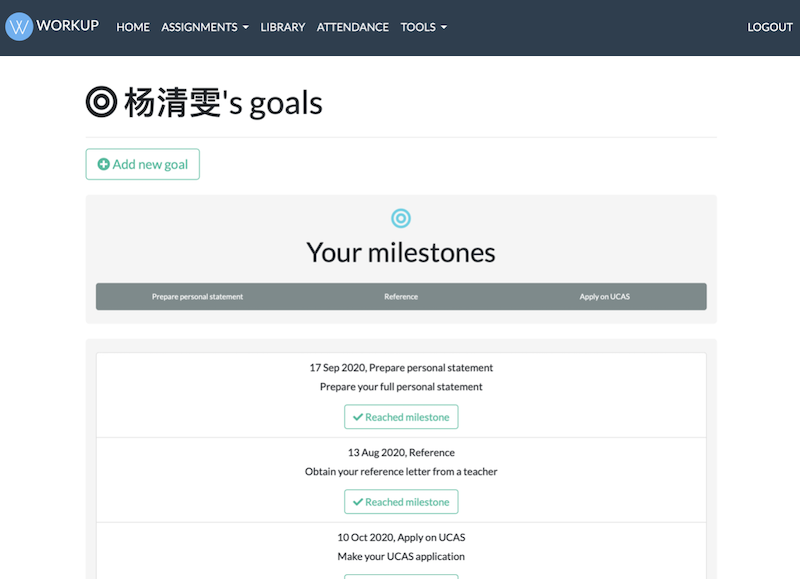 WORKUP HOME ASSIGNMENTS LIBRARY ATTENDANCE TOOLS LOGOUT
杨清雯's goals
Add new goal
Your milestones
Prepare personal statement Reference Apply on UCAS
17 Sep 2020, Prepare personal statement
Prepare your full personal statement
Reached milestone
13 Aug 2020, Reference
Obtain your reference letter from a teacher
Reached milestone
10 Oct 2020, Apply on UCAS
Make your UCAS application